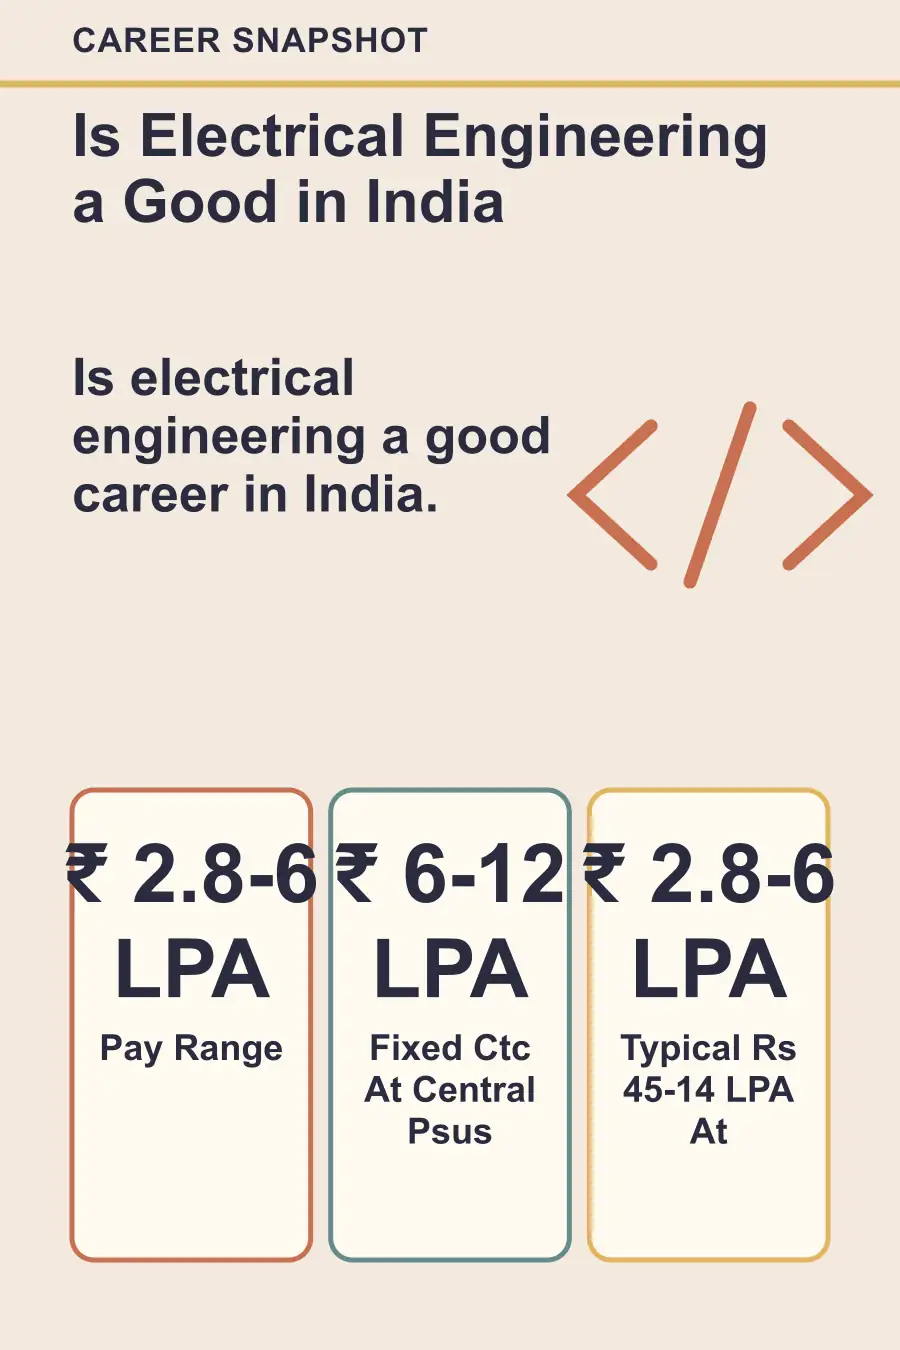 CAREER SNAPSHOT
Is Electrical Engineering
a Good in India
Is electrical
engineering a good
career in India.
₹ 2.8-6
LPA
Pay Range
₹ 6-12
LPA
Fixed Ctc
At Central
Psus
₹ 2.8-6
LPA
Typical Rs
45-14 LPA
At